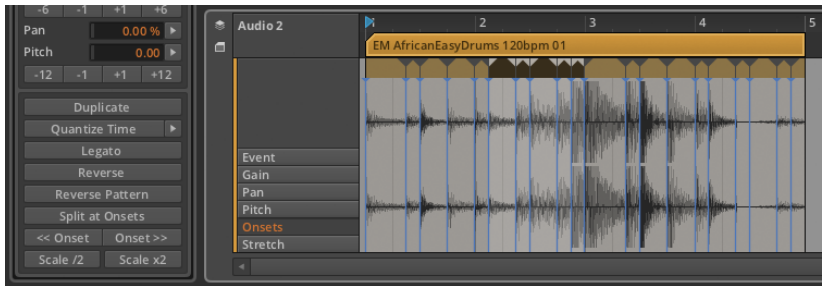 -6 -1 +1 +6
Pan 0.00 %
Pitch 0.00
-12 -1 +1 +12
Duplicate
Quantize Time
Legato
Reverse
Reverse Pattern
Split at Onsets
<< Onset Onset >>
Scale /2 Scale x2
Audio 2
2 3 4 5
EM AfricanEasyDrums 120bpm 01
Event
Gain
Pan
Pitch
Onsets
Stretch